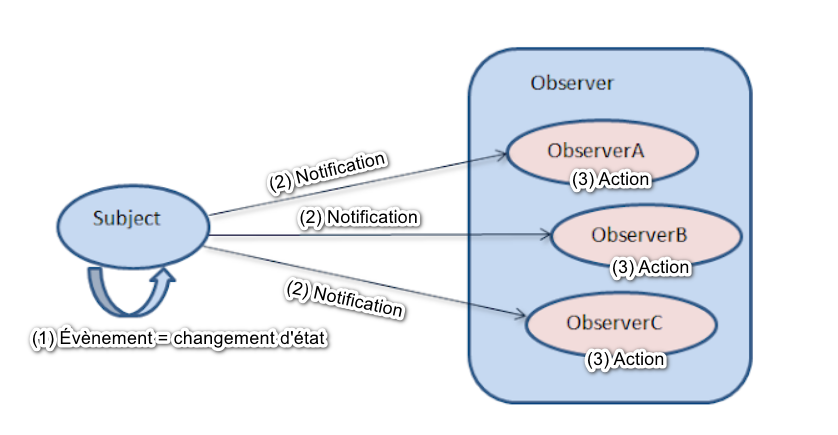 Observer
ObserverA
(3) Action
(2) Notification
Subject
(2) Notification
ObserverB
(3) Action
(2) Notification
ObserverC
(1) Évènement = changement d'état
(3) Action